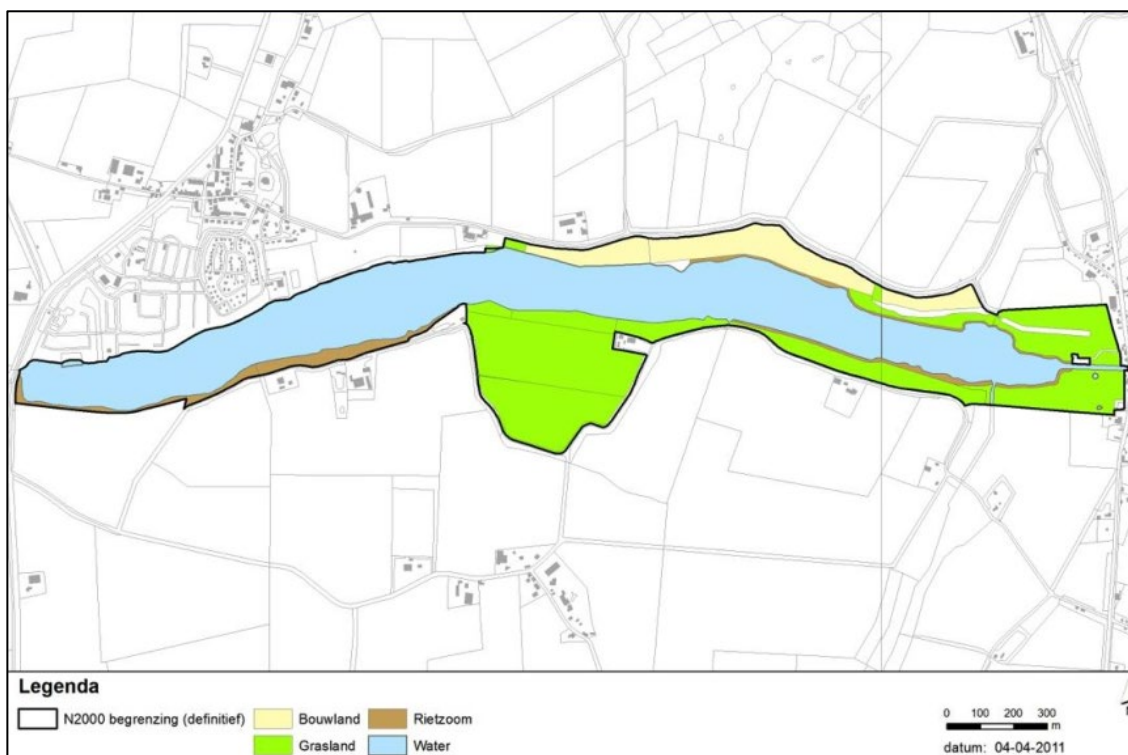 Legenda
N2000 begrenzing (definitief)
Bouwland
Rietzoom
Grasland
Water
0 100 200 300
m
datum: 04-04-2011